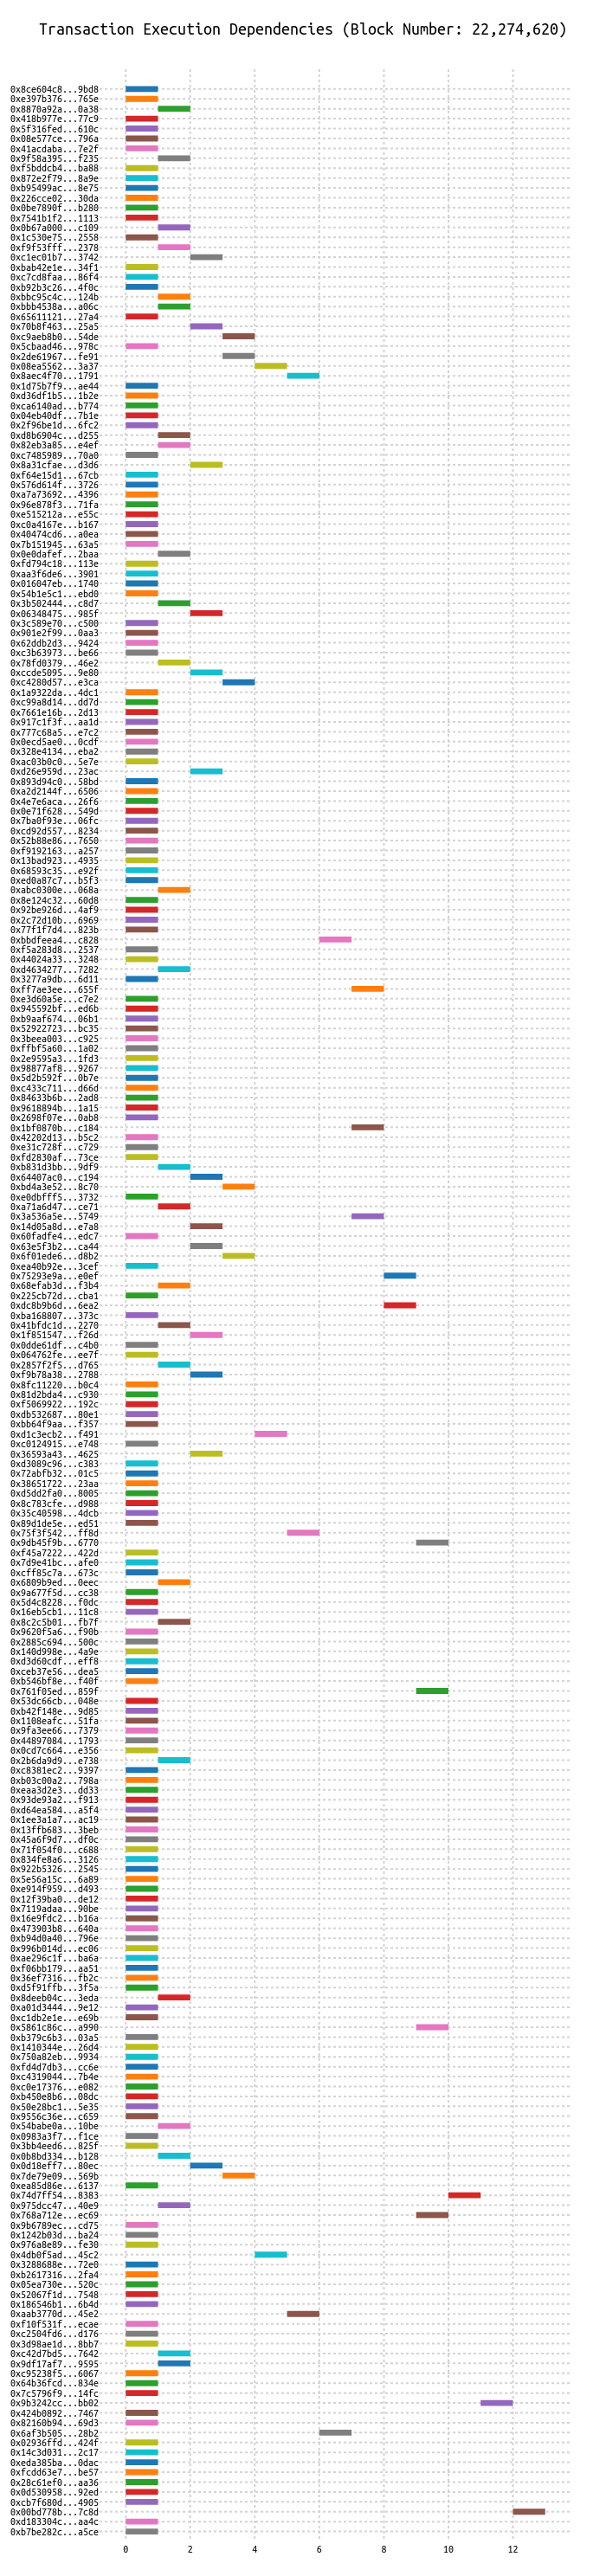 Transaction Execution Dependencies (Block Number: 22,274,620)
0x8ce604c8...9bd8
0xe397b376...765e
0x8870a92a...0a38
0x418b977e...77c9
0x5f316fed...610c
0x08e577ce...796a
0x41acdaba...7e2f
0x9f58a395...f235
0xf5bddcb4...ba88
0x872e2f79...8a9e
0xb95499ac...8e75
0x226cce02...30da
0x0be7890f...b280
0x7541b1f2...1113
0x0b67a000...c109
0x1c530e75...2558
0xf9f53fff...2378
0xc1ec01b7...3742
0xbab42e1e...34f1
0xc7cd8faa...86f4
0xb92b3c26...4f0c
0xbbc95c4c...124b
0xbbb4538a...a06c
0x65611121...27a4
0x70b8f463...25a5
0xc9aeb8b0...54de
0x5cbaad46...978c
0x2de61967...fe91
0x08ea5562...3a37
0x8aec4f70...1791
0x1d75b7f9...ae44
0xd36df1b5...1b2e
0xca6140ad...b774
0x04eb40df...7b1e
0x2f96be1d...6fc2
0xd8b6904c...d255
0x82eb3a85...e4ef
0xc7485989...70a0
0x8a31cfae...d3d6
0xf64e15d1...67cb
0x576d614f...3726
0xa7a73692...4396
0x96e878f3...71fa
0xe515212a...e55c
0xc0a4167e...b167
0x40474cd6...a0ea
0x7b151945...63a5
0x0e0dafef...2baa
0xfd794c18...113e
0xaa3f6de6...3901
0x016047eb...1740
0x54b1e5c1...ebd0
0x3b502444...c8d7
0x06348475...985f
0x3c589e70...c500
0x901e2f99...0aa3
0x62ddb2d3...9424
0xc3b63973...be66
0x78fd0379...46e2
0xccde5095...9e80
0xc4280d57...e3ca
0x1a9322da...4dc1
0xc99a8d14...dd7d
0x7661e16b...2d13
0x917c1f3f...aa1d
0x777c68a5...e7c2
0x0ecd5ae0...0cdf
0x328e4134...eba2
0xac03b0c0...5e7e
0xd26e959d...23ac
0x893d94c0...58bd
0xa2d2144f...6506
0x4e7e6aca...26f6
0x0e71f628...549d
0x7ba0f93e...06fc
0xcd92d557...8234
0x52b88e86...7650
0xf9192163...a257
0x13bad923...4935
0x68593c35...e92f
0xed0a87c7...b5f3
0xabc0300e...068a
0x8e124c32...60d8
0x92be926d...4af9
0x2c72d10b...6969
0x77f1f7d4...823b
0xbbdfeea4...c828
0xf5a283d8...2537
0x44024a33...3248
0xd4634277...7282
0x3277a9db...6d11
0xff7ae3ee...655f
0xe3d60a5e...c7e2
0x945592bf...ed6b
0xb9aaf674...06b1
0x52922723...bc35
0x3beea003...c925
0xffbf5a60...1a02
0x2e9595a3...1fd3
0x98877af8...9267
0x5d2b592f...0b7e
0xc433c711...d66d
0x84633b6b...2ad8
0x9618894b...1a15
0x2698f07e...0ab8
0x1bf0870b...c184
0x42202d13...b5c2
0xe31c728f...c729
0xfd2830af...73ce
0xb831d3bb...9df9
0x64407ac0...c194
0xbd4a3e52...8c70
0xe0dbfff5...3732
0xa71a6d47...ce71
0x3a536a5e...5749
0x14d05a8d...e7a8
0x60fadfe4...edc7
0x63e5f3b2...ca44
0x6f01ede6...d8b2
0xea40b92e...3cef
0x75293e9a...e0ef
0x68efab3d...f3b4
0x225cb72d...cba1
0xdc8b9b6d...6ea2
0xba168807...373c
0x41bfdc1d...2270
0x1f851547...f26d
0x0dde61df...c4b0
0x064762fe...ee7f
0x2857f2f5...d765
0xf9b78a38...2788
0x8fc11220...b0c4
0x81d2bda4...c930
0xf5069922...192c
0xdb532687...80e1
0xbb64f9aa...f357
0xd1c3ecb2...f491
0xc0124915...e748
0x36593a43...4625
0xd3089c96...c383
0x72abfb32...01c5
0x38651722...23aa
0xd5dd2fa0...8005
0x8c783cfe...d988
0x35c40598...4dcb
0x89d1de5e...ed51
0x75f3f542...ff8d
0x9db45f9b...6770
0xf45a7222...422d
0x7d9e41bc...afe0
0xcff85c7a...673c
0x6809b9ed...0eec
0x9a677f5d...cc38
0x5d4c8228...f0dc
0x16eb5cb1...11c8
0x8c2c5b01...fb7f
0x9620f5a6...f90b
0x2885c694...500c
0x140d998e...4a9e
0xd3d60cdf...eff8
0xceb37e56...dea5
0xb546bf8e...f40f
0x761f05ed...859f
0x53dc66cb...048e
0xb42f148e...9d85
0x1108eafc...51fa
0x9fa3ee66...7379
0x44897084...1793
0x0cd7c664...e356
0x2b6da9d9...e738
0xc8381ec2...9397
0xb03c00a2...798a
0xeaa3d2e3...dd33
0x93de93a2...f913
0xd64ea584...a5f4
0x1ee3a1a7...ac19
0x13ffb683...3beb
0x45a6f9d7...df0c
0x71f054f0...c688
0x834fe8a6...3126
0x922b5326...2545
0x5e56a15c...6a89
0xe914f959...d493
0x12f39ba0...de12
0x7119adaa...90be
0x16e9fdc2...b16a
0x473903b8...640a
0xb94d0a40...796e
0x996b014d...ec06
0xae296c1f...ba6a
0xf06bb179...aa51
0x36ef7316...fb2c
0xd5f91ffb...3f5a
0x8deeb04c...3eda
0xa01d3444...9e12
0xc1db2e1e...e69b
0x5861c86c...a990
0xb379c6b3...03a5
0x1410344e...26d4
0x750a82eb...9934
0xfd4d7db3...cc6e
0xc4319044...7b4e
0xc0e17376...e082
0xb450e8b6...08dc
0x50e28bc1...5e35
0x9556c36e...c659
0x54babe0a...10be
0x0983a3f7...f1ce
0x3bb4eed6...825f
0x0b8bd334...b128
0x0d18eff7...80ec
0x7de79e09...569b
0xea85d86e...6137
0x74d7ff54...8383
0x975dcc47...40e9
0x768a712e...ec69
0x9b6789ec...cd75
0x1242b03d...ba24
0x976a8e89...fe30
0x4db0f5ad...45c2
0x3288688e...72e0
0xb2617316...2fa4
0x05ea730e...520c
0x52067f1d...7548
0x186546b1...6b4d
0xaab3770d...45e2
0xf10f531f...ecae
0xc2504fd6...d176
0x3d98ae1d...8bb7
0xc42d7bd5...7642
0x9df17af7...9595
0xc95238f5...6067
0x64b36fcd...834e
0x7c5796f9...14fc
0x9b3242cc...bb02
0x424b0892...7467
0x82160b94...69d3
0x6af3b505...28b2
0x02936ffd...424f
0x14c3d031...2c17
0xeda385ba...0dac
0xfcdd63e7...be57
0x28c61ef0...aa36
0x0d530958...92ed
0xcb7f680d...4905
0x00bd778b...7c8d
0xd183304c...aa4c
0xb7be282c...a5ce
0 2 4 6 8 10 12